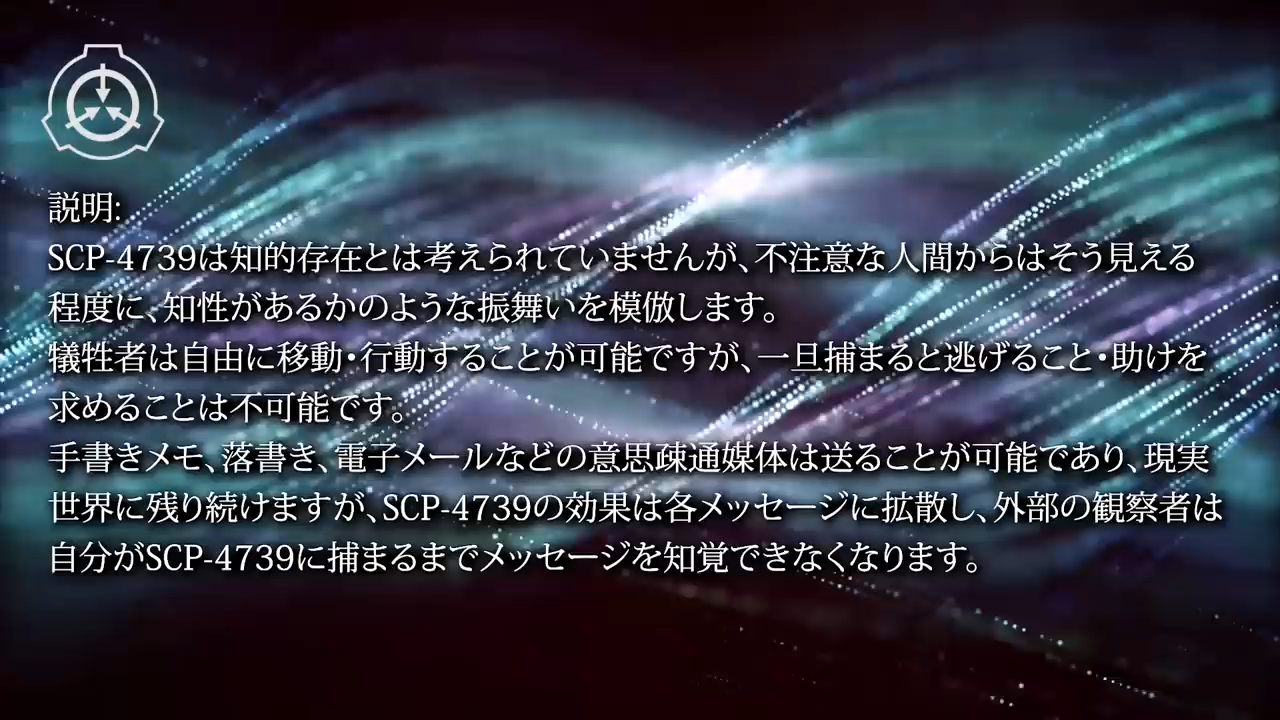 説明:
SCP-4739は知的存在とは考えられていませんが、不注意な人間からはそう見える
程度に、知性があるかのような振舞いを模倣します。
犠牲者は自由に移動・行動することが可能ですが、一旦捕まると逃げること・助けを
求めることは不可能です。
手書きメモ、落書き、電子メールなどの意思疎通媒体は送ることが可能であり、現実
世界に残り続けますが、SCP-4739の効果は各メッセージに拡散し、外部の観察者は
自分がSCP-4739に捕まるまでメッセージを知覚できなくなります。